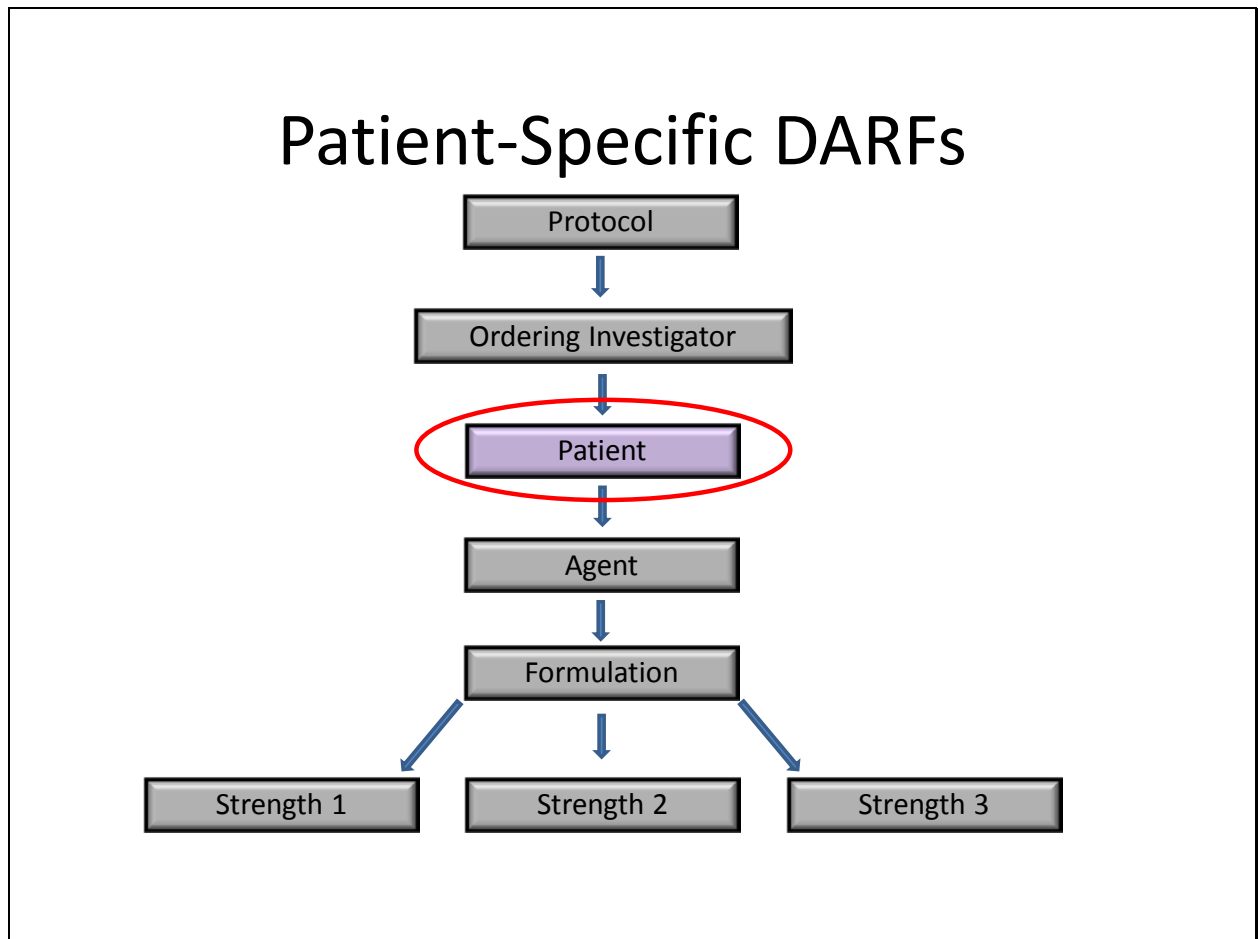 Patient-Specific DARFs
Protocol
Ordering Investigator
Patient
Agent
Formulation
Strength 1
Strength 2
Strength 3